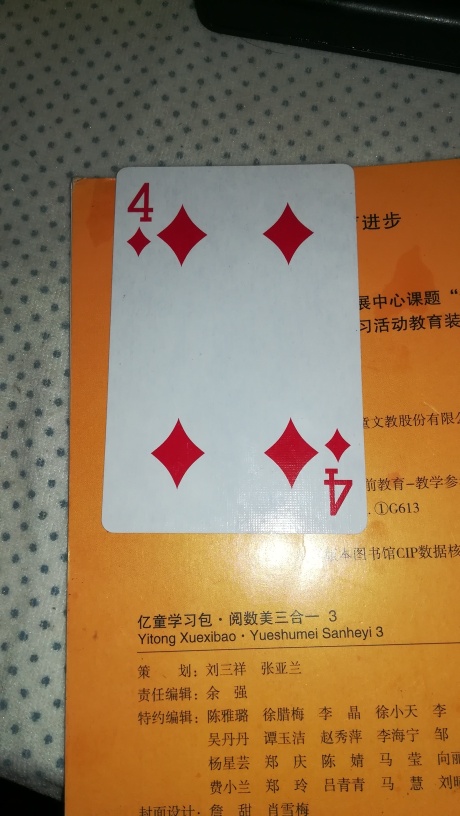 4
进步
展中心课题“
习活动教育装
童文教股份有限公
4
前教育-教学参
.①G613
版本图书馆CIP数据核
亿童学习包·阅数美三合一 3
Yitong Xuexibao·Yueshumei Sanheyi 3
策 划：刘三祥 张亚兰
责任编辑：余 强
特约编辑：陈雅璐 徐腊梅 李 晶 徐小天 李
吴丹丹 谭玉洁 赵秀萍 李海宁 邹
杨星芸 郑 庆 陈 婧 马 莹 向丽
费小兰 郑 玲 吕青青 马 慧 刘晓
封面设计：詹 甜 肖雪梅